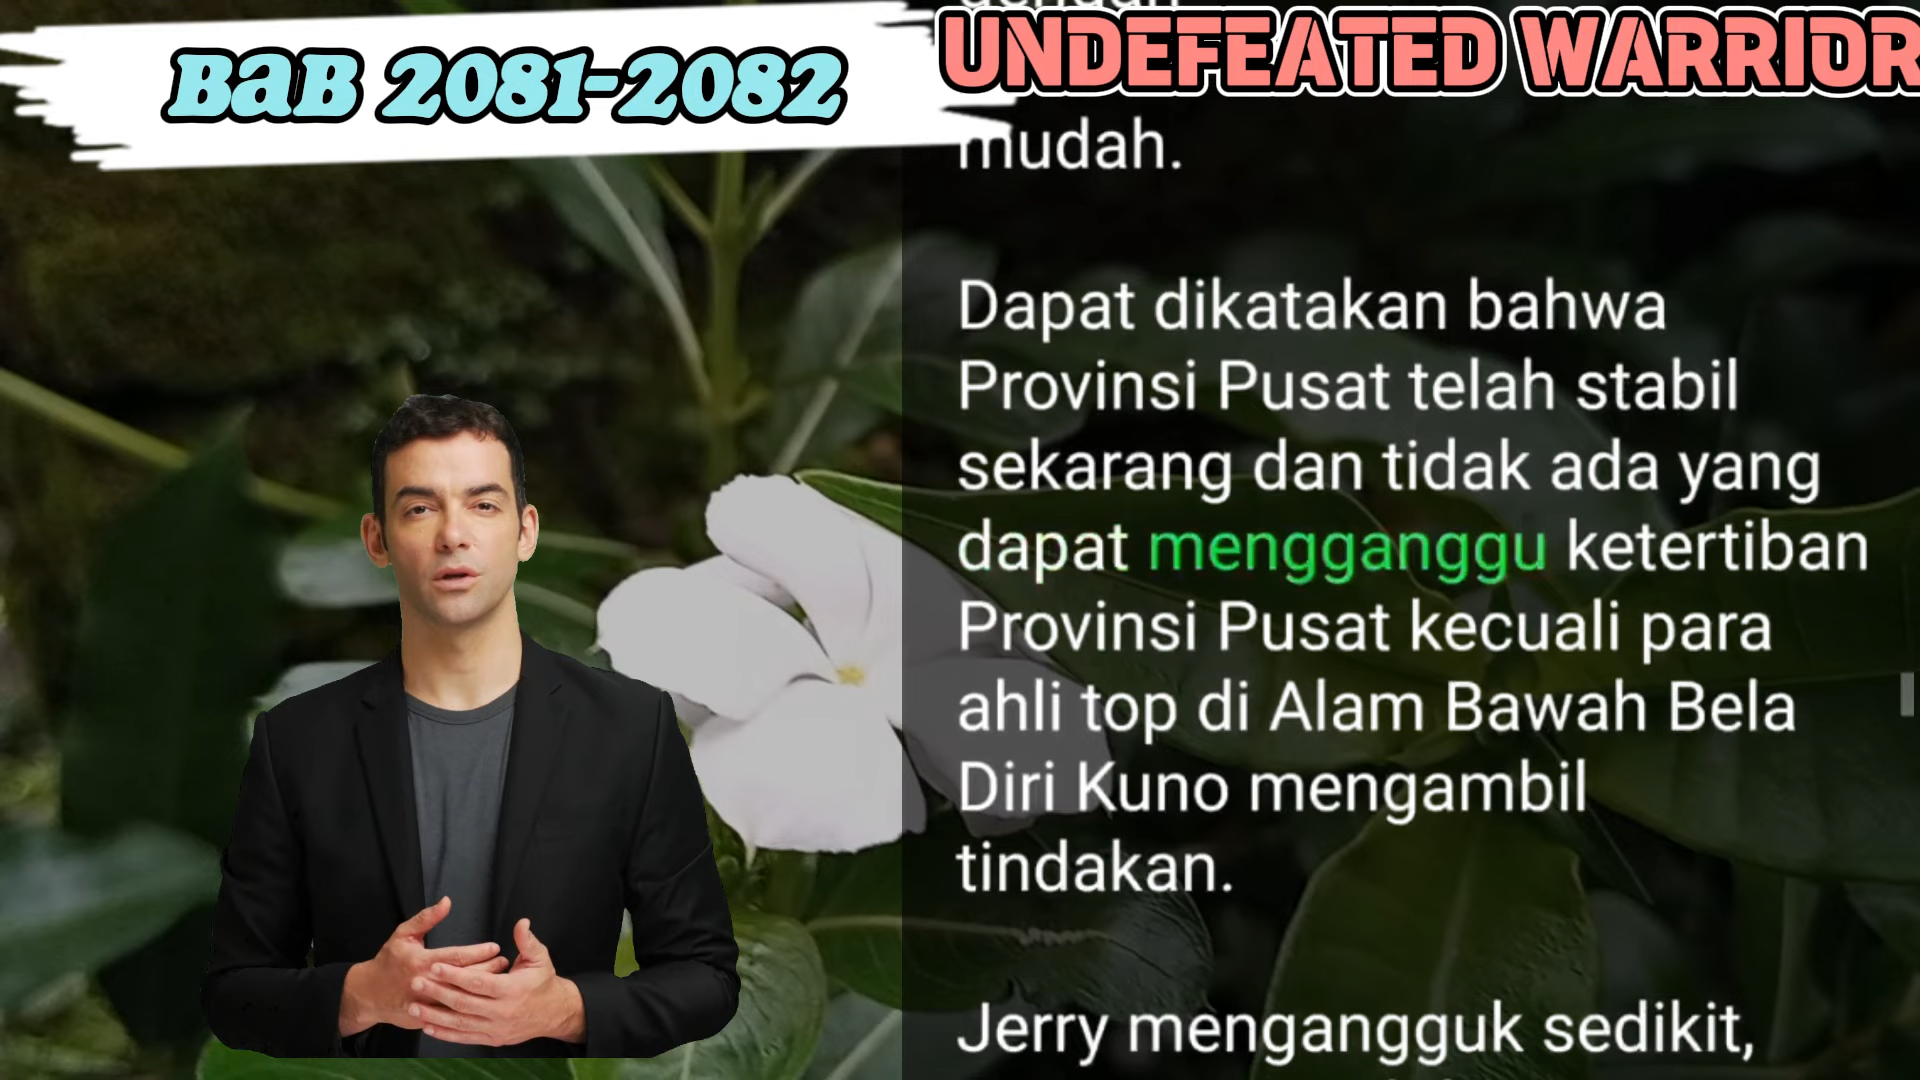 BaB 2081-2082
UNDEFEATED WARRIOR
dengan
mudah.
Dapat dikatakan bahwa
Provinsi Pusat telah stabil
sekarang dan tidak ada yang
dapat mengganggu ketertiban
Provinsi Pusat kecuali para
ahli top di Alam Bawah Bela
Diri Kuno mengambil
tindakan.
Jerry mengangguk sedikit,